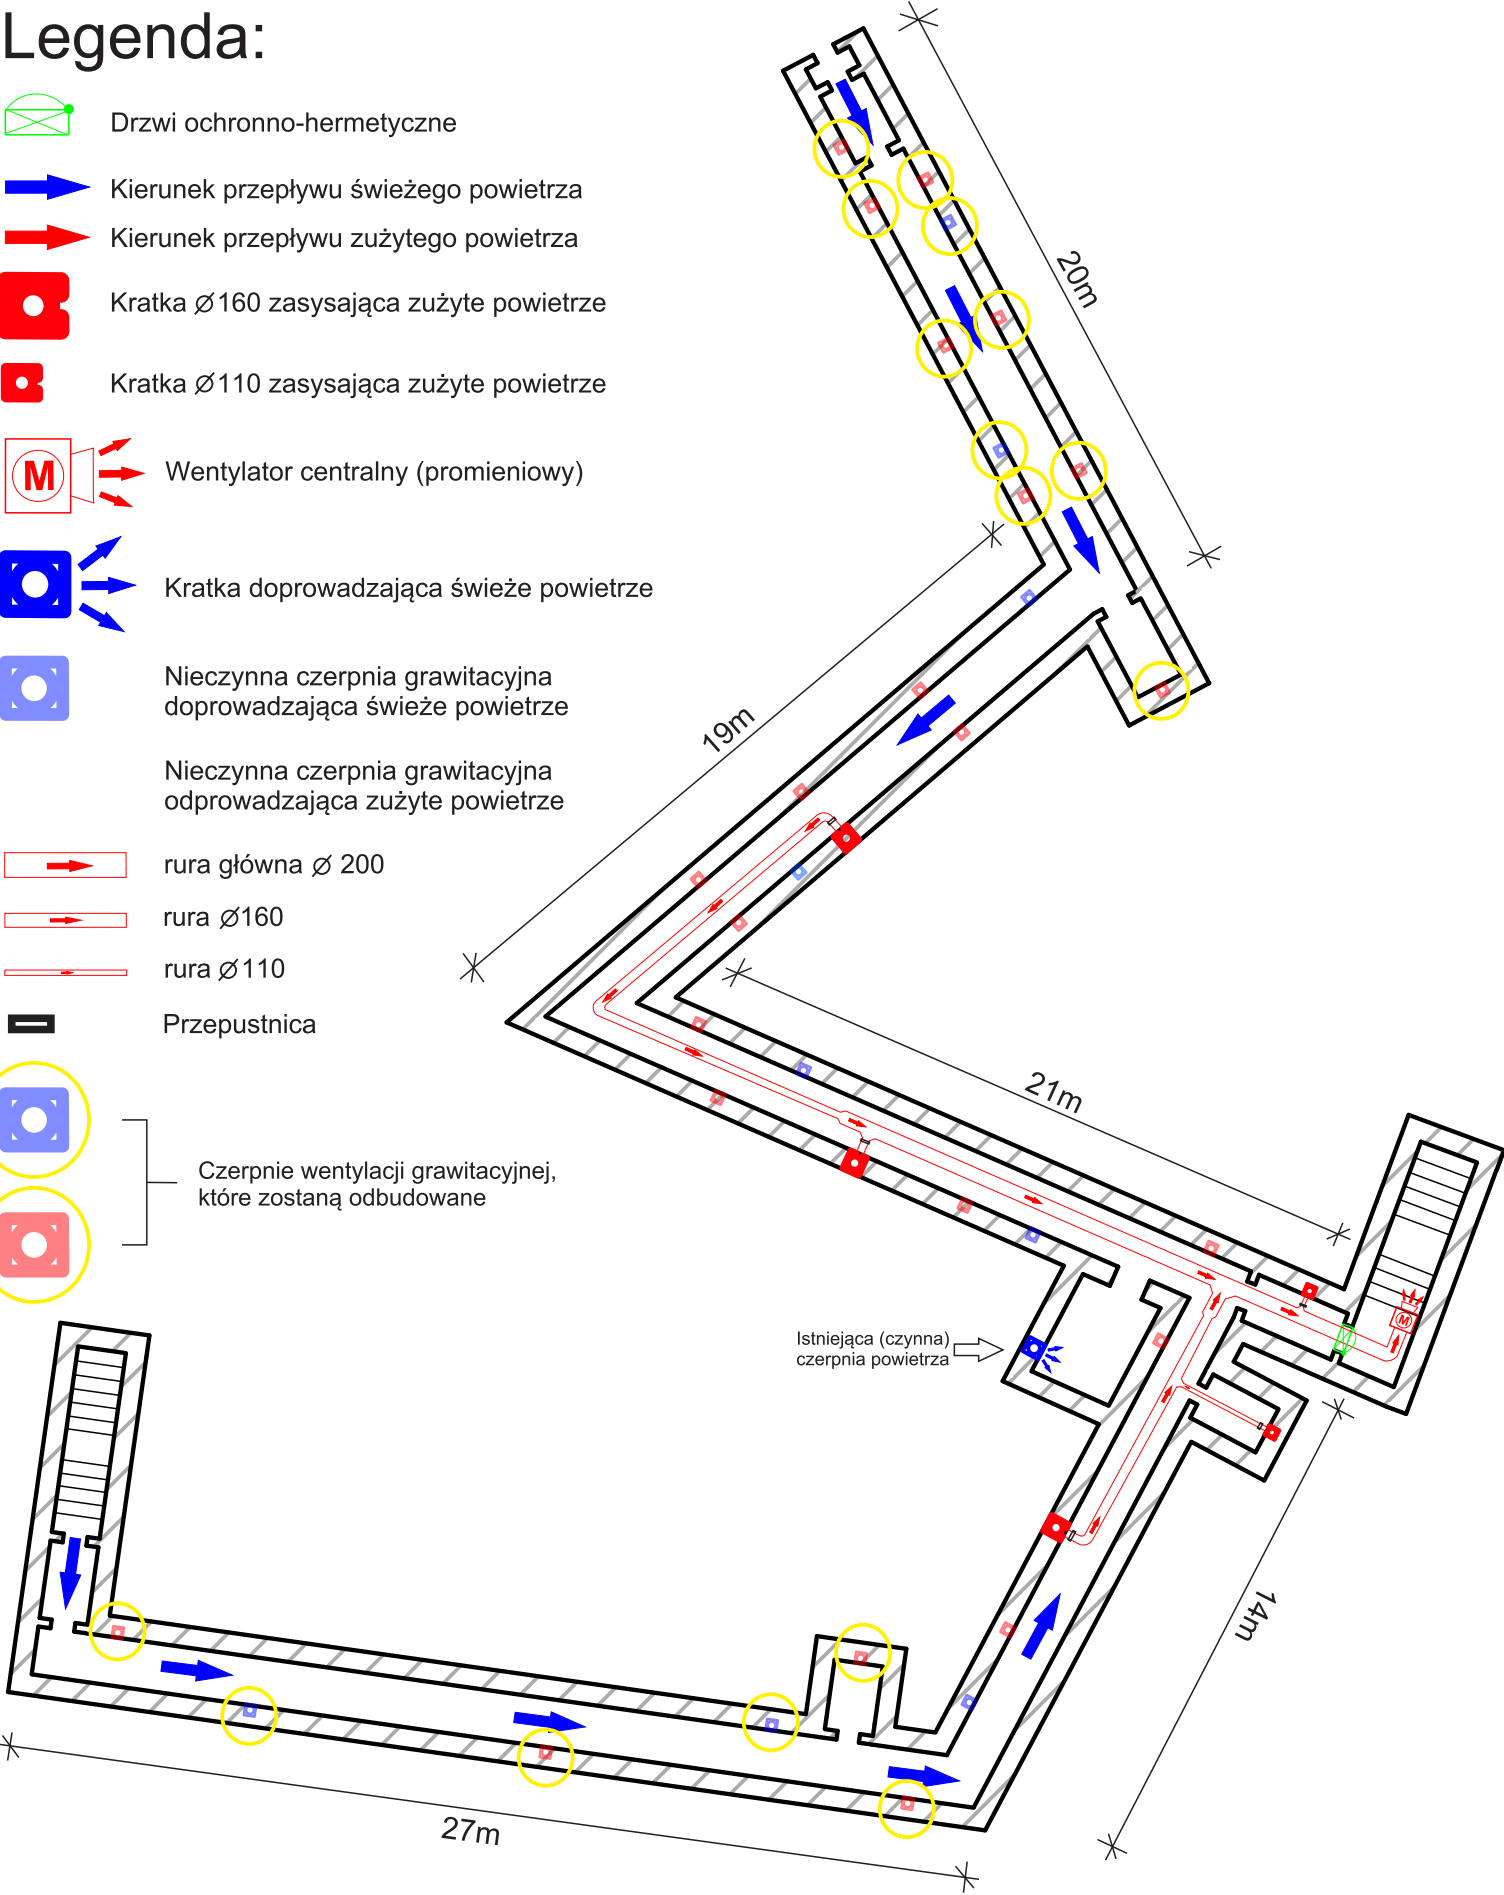 Legenda:
Drzwi ochronno-hermetyczne
Kierunek przepływu świeżego powietrza
Kierunek przepływu zużytego powietrza
Kratka ⌀160 zasysająca zużyte powietrze
Kratka ⌀110 zasysająca zużyte powietrze
M
Wentylator centralny (promieniowy)
Kratka doprowadzająca świeże powietrze
Nieczynna czerpnia grawitacyjna
doprowadzająca świeże powietrze
Nieczynna czerpnia grawitacyjna
odprowadzająca zużyte powietrze
rura główna ⌀ 200
rura ⌀160
rura ⌀110
Przepustnica
Czerpnie wentylacji grawitacyjnej,
które zostaną odbudowane
20m
19m
21m
Istniejąca (czynna)
czerpnia powietrza
M
14m
27m